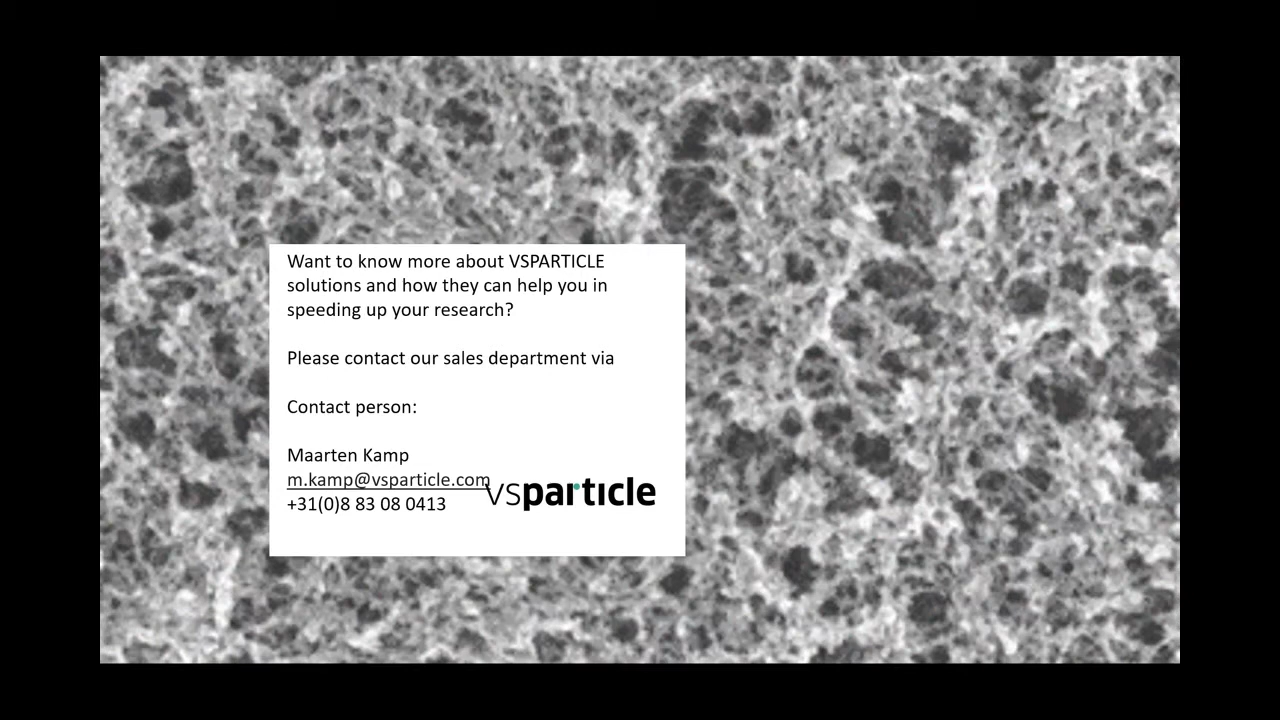 Want to know more about VSPARTICLE
solutions and how they can help you in
speeding up your research?
Please contact our sales department via
Contact person:
Maarten Kamp
m.kamp@vsparticle.com
+31(0)8 83 08 0413
vsparticle